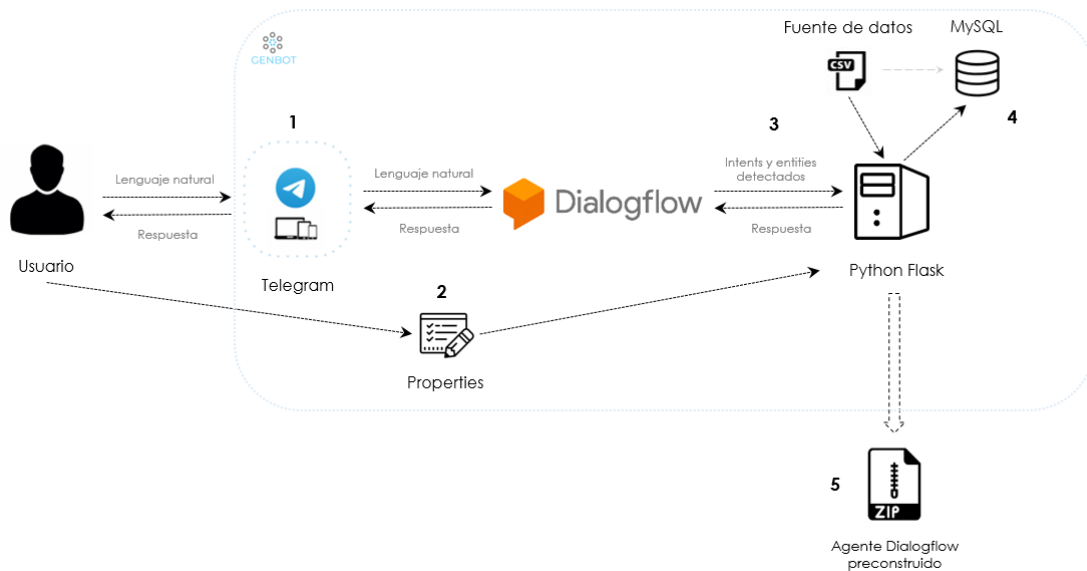 Fuente de datos
MySQL
GENBOT
CSV
1
3
4
Lenguaje natural
Lenguaje natural
Intents y entities
detectados
Dialogflow
Respuesta
Respuesta
Respuesta
Usuario
Telegram
Python Flask
2
Properties
5
ZIP
Agente Dialogflow
preconstruido